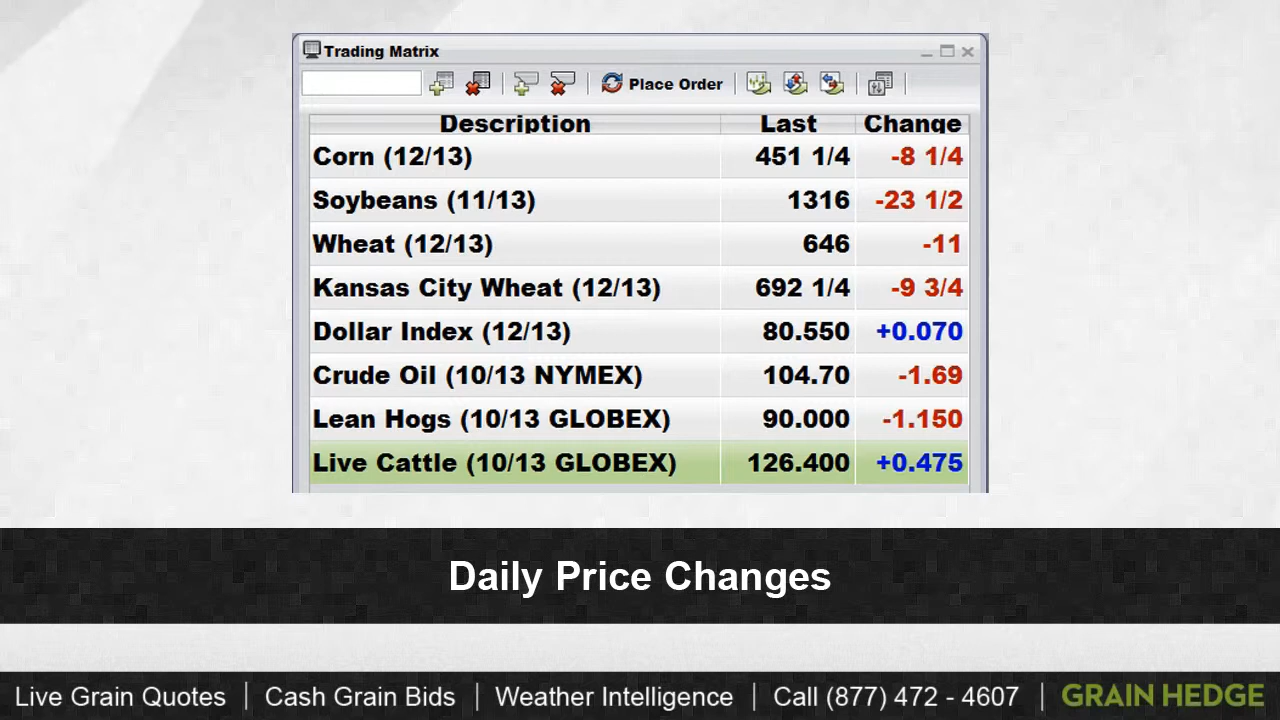 Trading Matrix
Place Order
Description Last Change
Corn (12/13) 451 1/4 -8 1/4
Soybeans (11/13) 1316 -23 1/2
Wheat (12/13) 646 -11
Kansas City Wheat (12/13) 692 1/4 -9 3/4
Dollar Index (12/13) 80.550 +0.070
Crude Oil (10/13 NYMEX) 104.70 -1.69
Lean Hogs (10/13 GLOBEX) 90.000 -1.150
Live Cattle (10/13 GLOBEX) 126.400 +0.475
Daily Price Changes
Live Grain Quotes | Cash Grain Bids | Weather Intelligence | Call (877) 472 - 4607 | GRAIN HEDGE